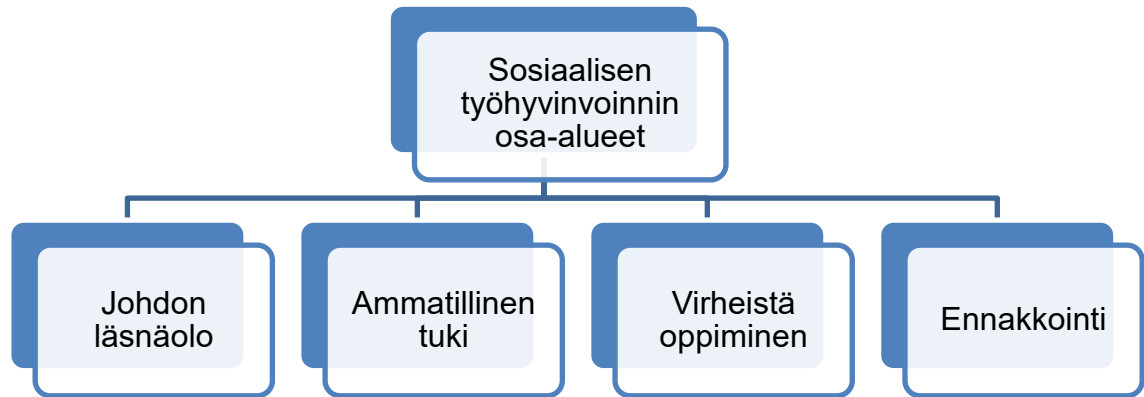 Sosiaalisen
työhyvinvoinnin
osa-alueet
Johdon
läsnäolo
Ammatillinen
tuki
Virheistä
oppiminen
Ennakkointi